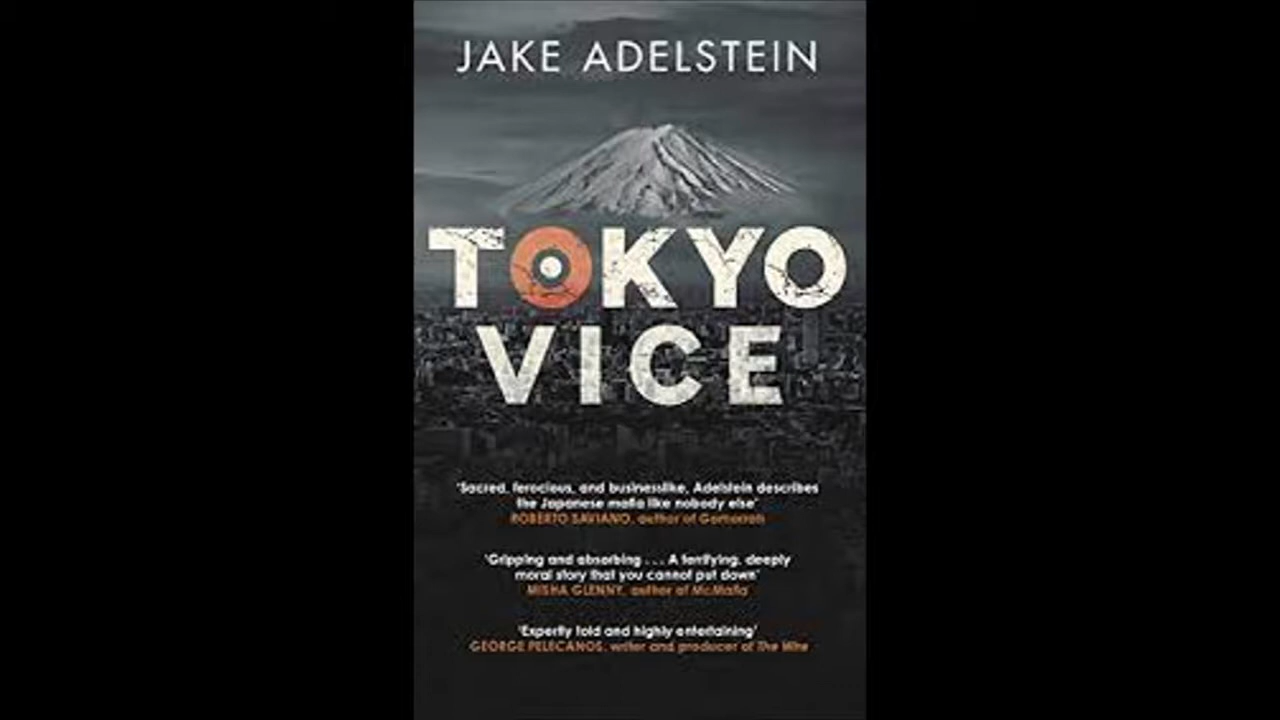 JAKE ADELSTEIN
TOKYO
VICE
'Sacred, ferocious, and businesslike, Adelstein describes
the Japanese mafia like nobody else'
ROBERTO SAVIANO, author of Gomorrah
'Gripping and absorbing . . . A terrifying, deeply
moral story that you cannot put down'
MISHA GLENNY, author of McMafia
'Expertly told and highly entertaining'
GEORGE PELECANOS, writer and producer of The Wire